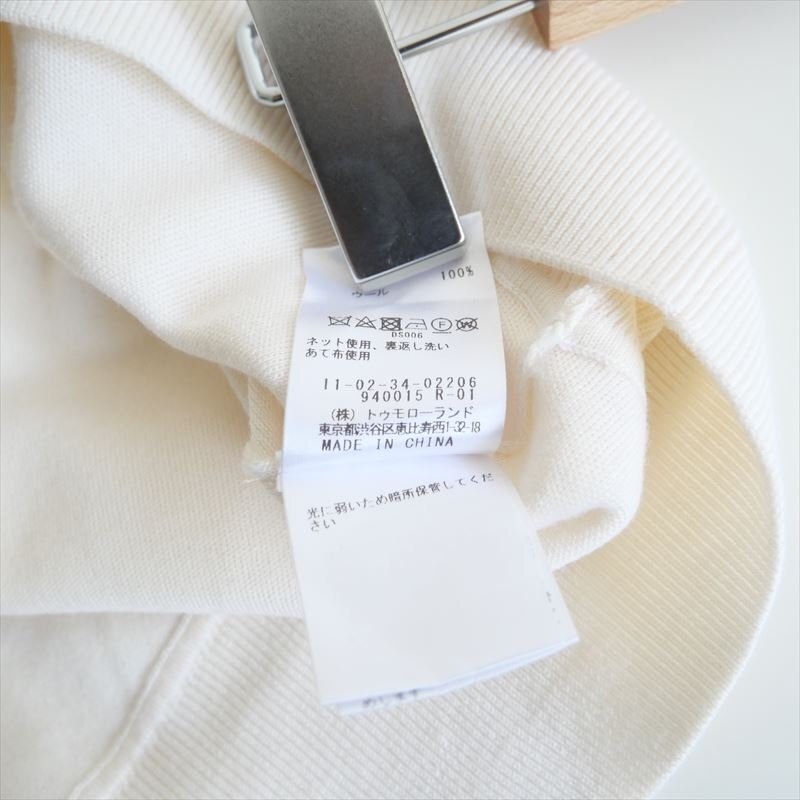 ウール 100%
DS006
ネット使用、裏返し洗い
あて布使用
11-02-34-02206
940015 R-01
(株) トゥモローランド
東京都渋谷区恵比寿西1-32-18
MADE IN CHINA
光に弱いため暗所保管してくだ
さい